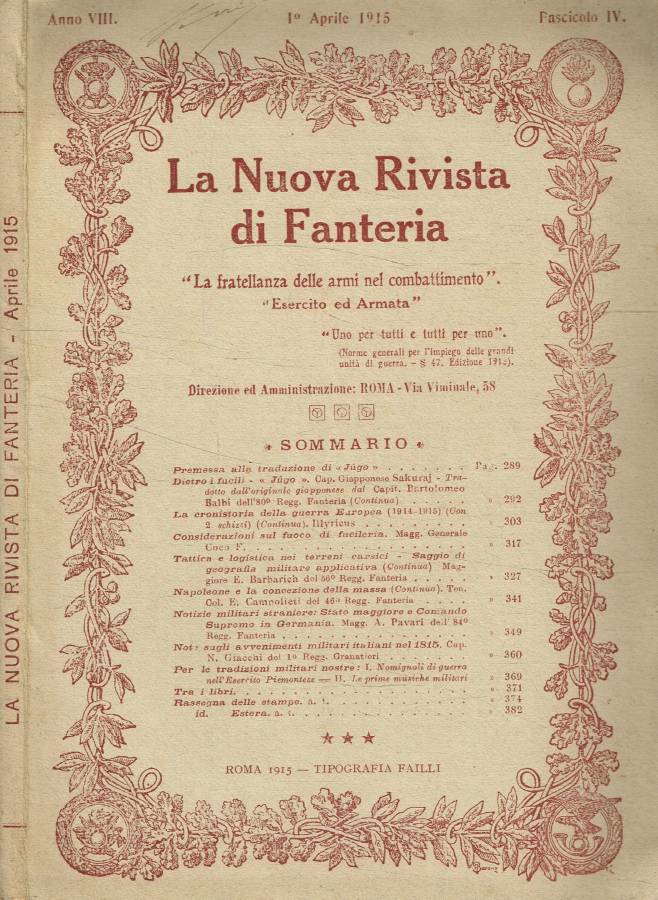 Anno VIII.
1º Aprile 1915
Fascicolo IV.
La Nuova Rivista
di Fanteria
“La fratellanza delle armi nel combattimento”.
“Esercito ed Armata”
“Uno per tutti e tutti per uno”.
(Norme generali per l'impiego delle grandi
unità di guerra. - § 47. Edizione
Direzione ed Amministrazione: ROMA - Via Viminale, 58
SOMMARIO
Premessa alla traduzione di « Jûgo » . . . . . . . Pag. 289
Dietro i fucili - « Jûgo ». Cap. Giapponese Sakuraj - Tra-
dotto dall'originale giapponese dal Capit. Bartolomeo
Balbi dell'80º Regg. Fanteria (Continua) . . . . . » 292
La cronistoria della guerra Europea (1914-1915) (Con
2 schizzi) (Continua). Illyricus . . . . . . . . . » 303
Considerazioni sul fuoco di fucileria. Magg. Generale
Coco F. . . . . . . . . . . . . . . . . . . » 317
Tattica e logistica nei terreni carsici - Saggio di
geografia militare applicativa (Continua) Mag-
giore E. Barbarich del 56º Regg. Fanteria . . . . . » 327
Napoleone e la concezione della massa (Continua). Ten.
Col. E. Campolieti del 46º Regg. Fanteria . . . . . » 341
Notizie militari straniere: Stato maggiore e Comando
Supremo in Germania. Magg. A. Pavari dell' 84º
Regg. Fanteria . . . . . . . . . . . . . . . » 349
Not: sugli avvenimenti militari italiani nel 1815. Cap.
N. Giacchi del 1º Regg. Granatieri . . . . . . . . » 360
Per le tradizioni militari nostre: I. Nomignoli di guerra
nell'Esercito Piemontese — II. Le prime musiche militari » 369
Tra i libri. . . . . . . . . . . . . . . . . . » 371
Rassegna delle stampe. a. t. . . . . . . . . . . . » 374
id. Estera. a. t. . . . . . . . . . . . . . » 382
ROMA 1915 — TIPOGRAFIA FAILLI
LA NUOVA RIVISTA DI FANTERIA - Aprile 1915